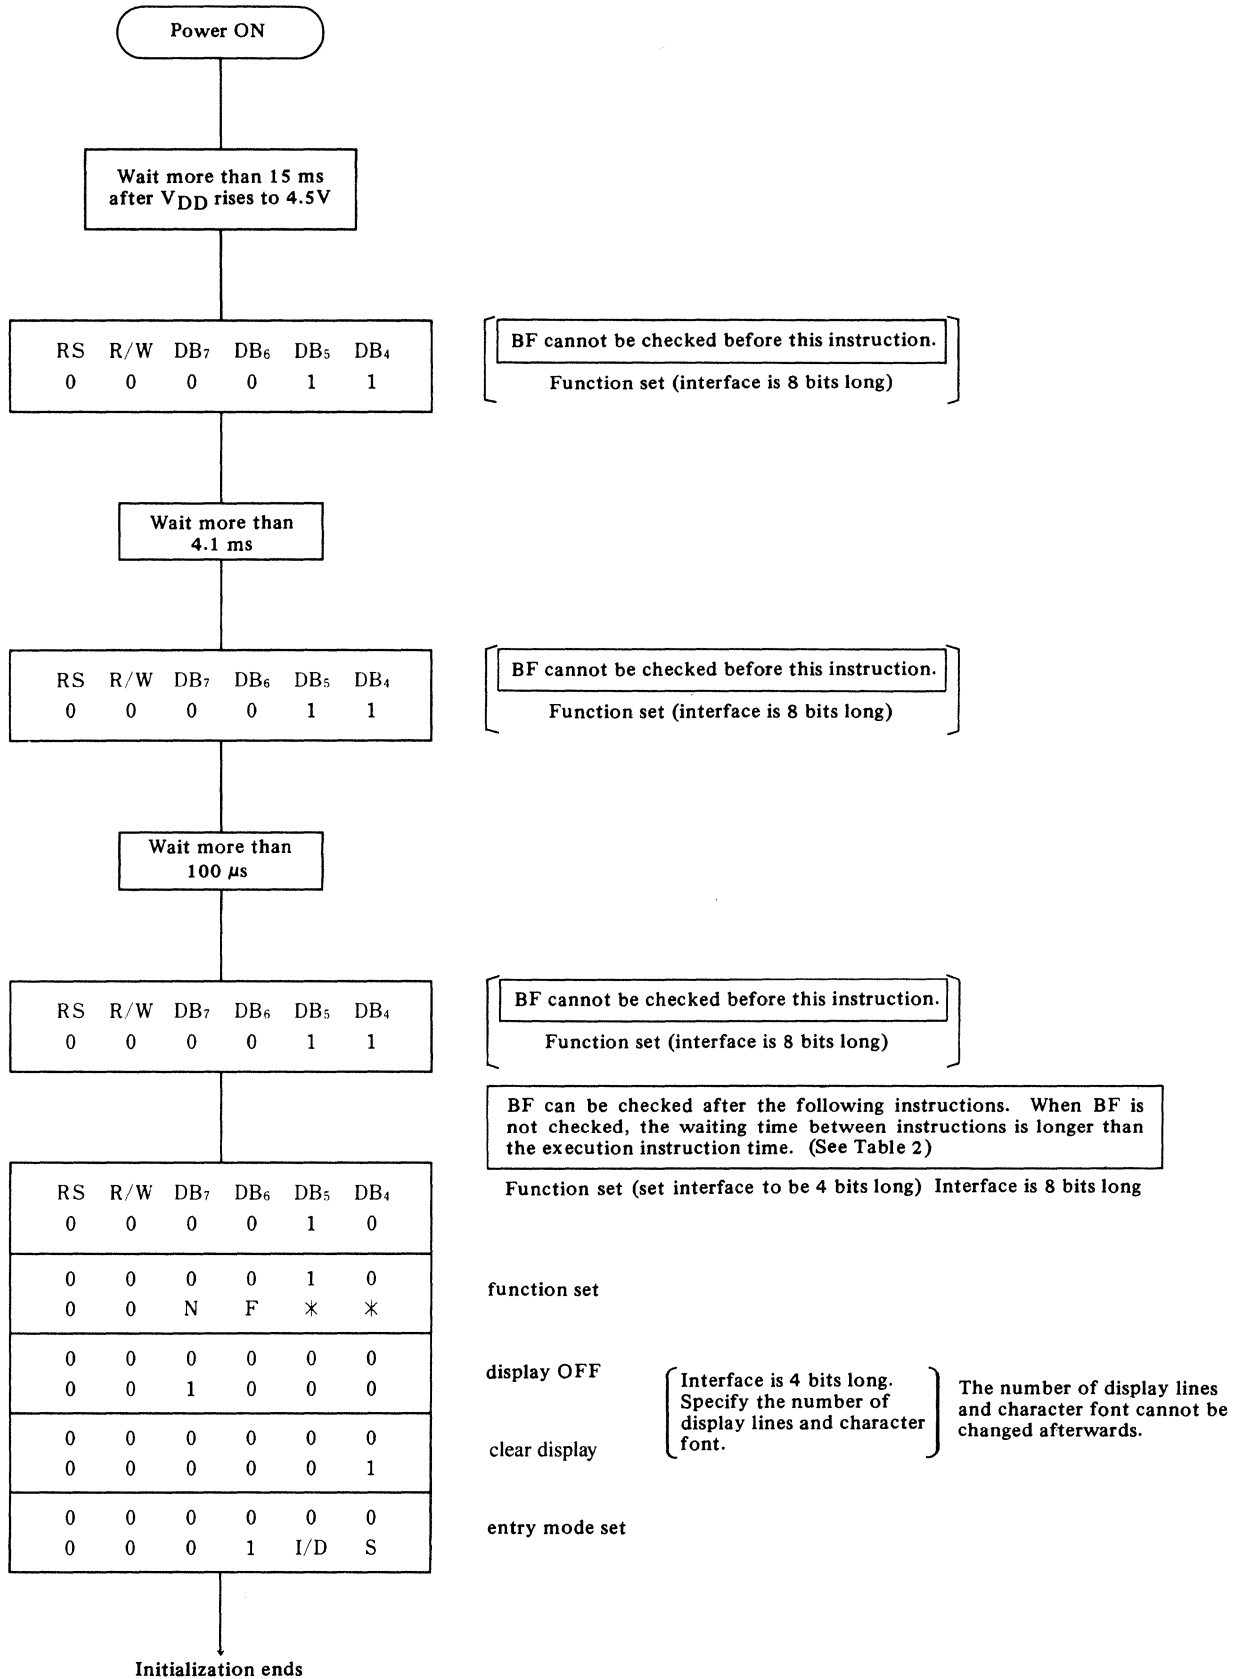 Power ON
Wait more than 15 ms
after VDD rises to 4.5V
RS R/W DB7 DB6 DB5 DB4
0 0 0 0 1 1
BF cannot be checked before this instruction.
Function set (interface is 8 bits long)
Wait more than
4.1 ms
RS R/W DB7 DB6 DB5 DB4
0 0 0 0 1 1
BF cannot be checked before this instruction.
Function set (interface is 8 bits long)
Wait more than
100 μs
RS R/W DB7 DB6 DB5 DB4
0 0 0 0 1 1
BF cannot be checked before this instruction.
Function set (interface is 8 bits long)
BF can be checked after the following instructions. When BF is
not checked, the waiting time between instructions is longer than
the execution instruction time. (See Table 2)
RS R/W DB7 DB6 DB5 DB4
0 0 0 0 1 0
Function set (set interface to be 4 bits long) Interface is 8 bits long
0 0 0 0 1 0
0 0 N F * *
function set
0 0 0 0 0 0
0 0 1 0 0 0
display OFF
Interface is 4 bits long.
Specify the number of
display lines and character
font.
The number of display lines
and character font cannot be
changed afterwards.
0 0 0 0 0 0
0 0 0 0 0 1
clear display
0 0 0 0 0 0
0 0 0 1 I/D S
entry mode set
Initialization ends